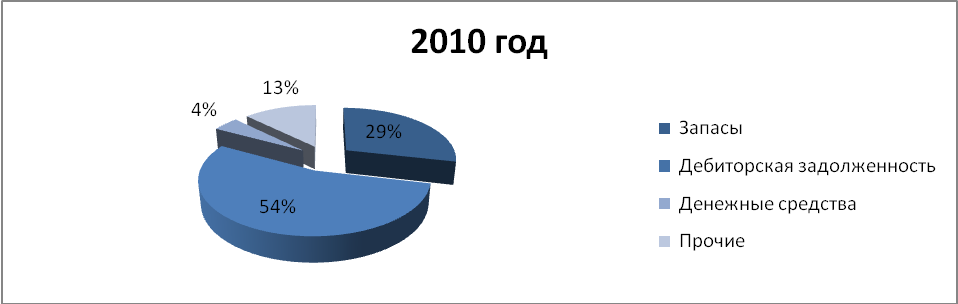 2010 год
13%
4%
29%
54%
Запасы
Дебиторская задолженность
Денежные средства
Прочие